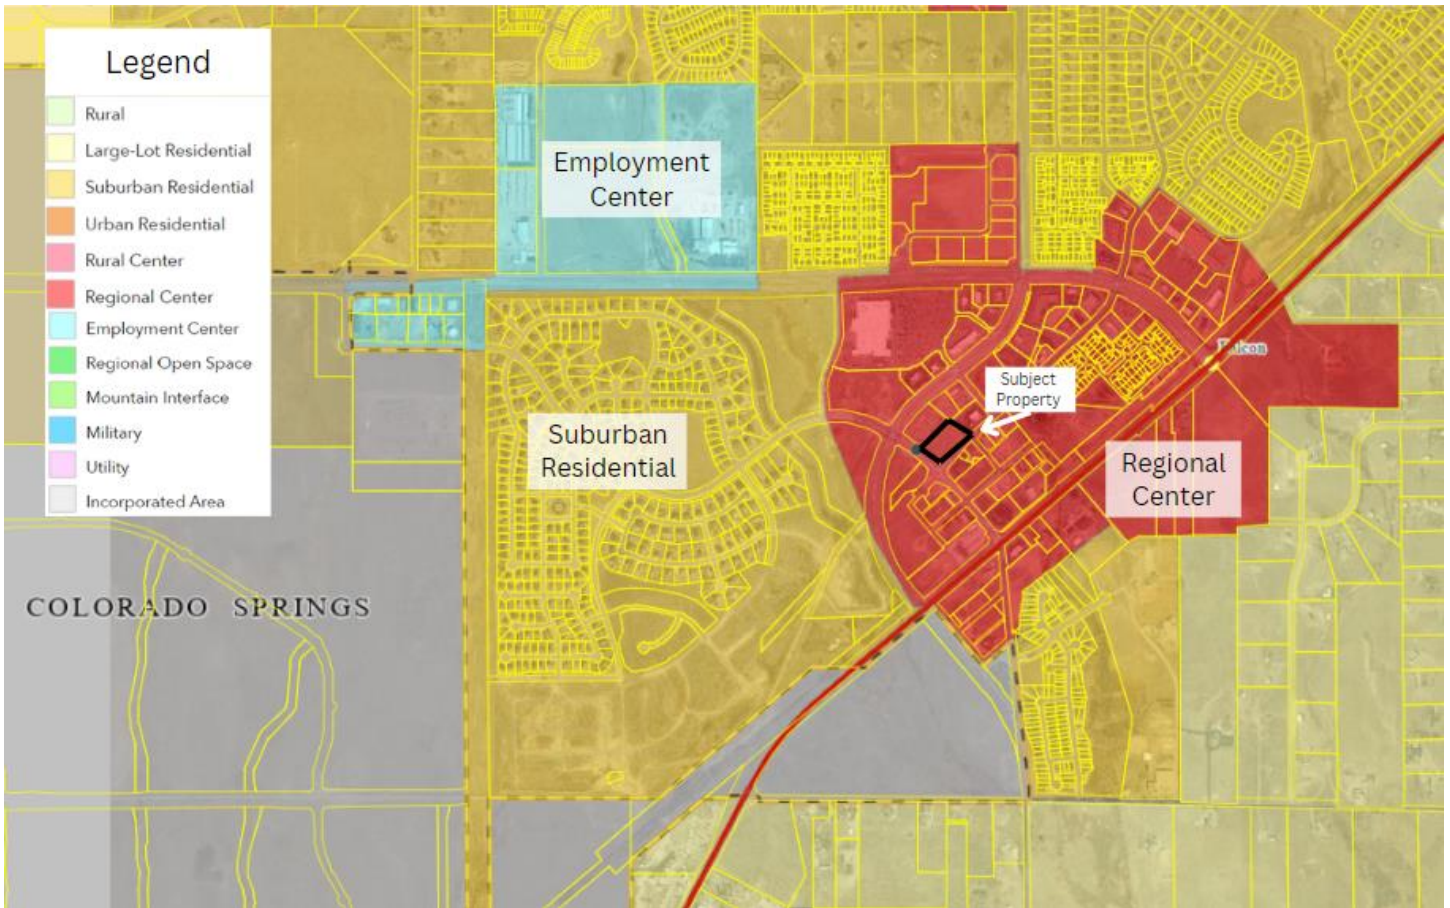 Legend
Rural
Large-Lot Residential
Suburban Residential
Urban Residential
Rural Center
Regional Center
Employment Center
Regional Open Space
Mountain Interface
Military
Utility
Incorporated Area
Employment
Center
Falcon
Subject
Property
Suburban
Residential
Regional
Center
COLORADO SPRINGS